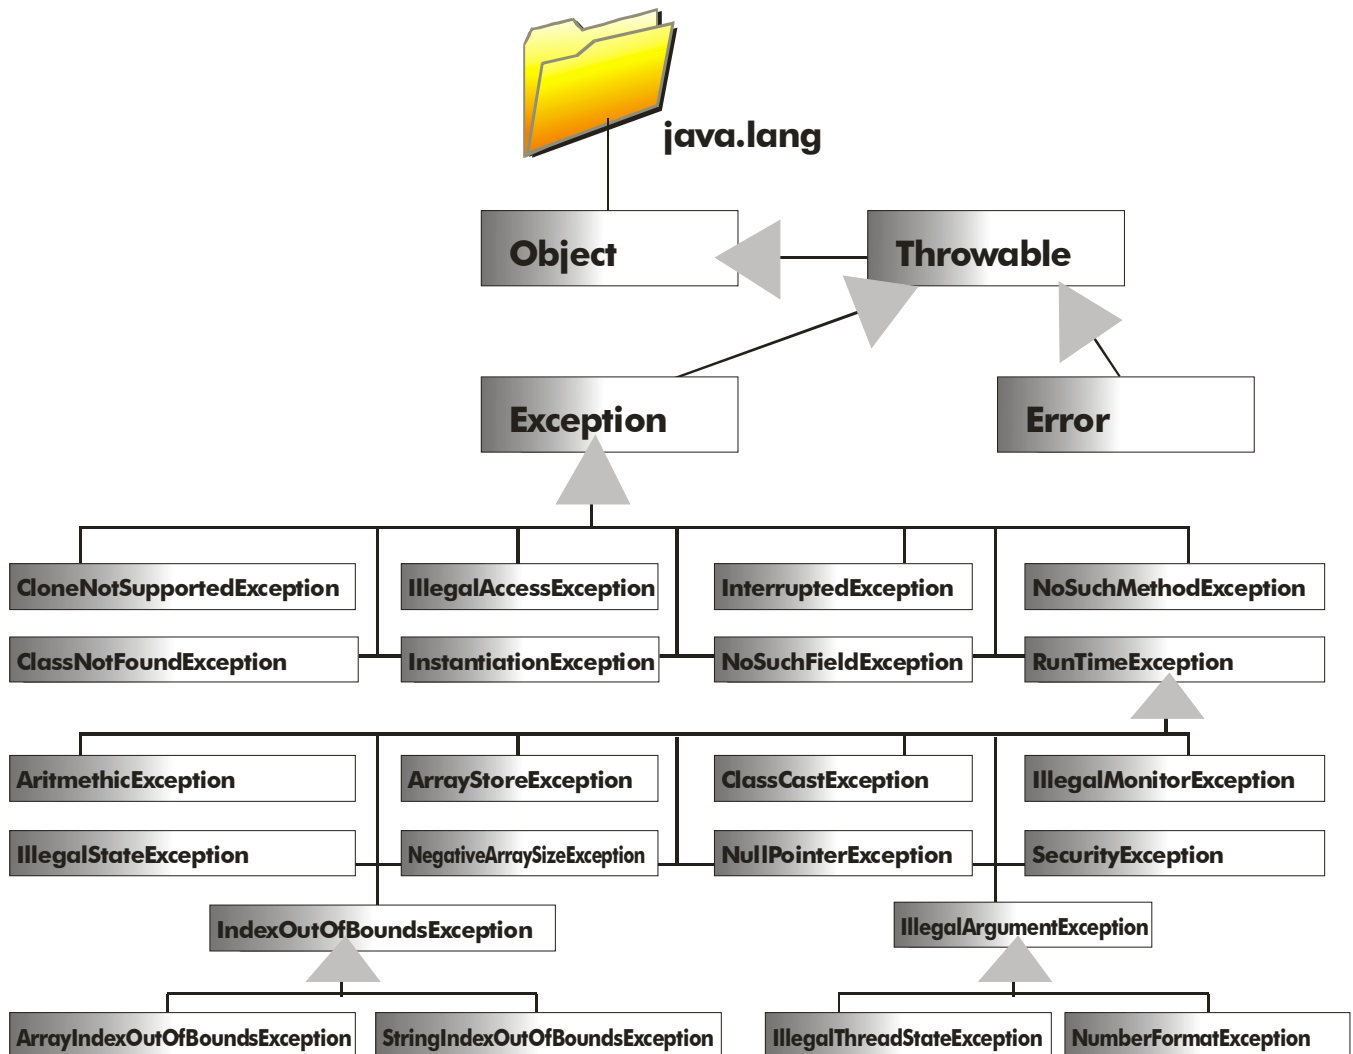 java.lang
Object
Throwable
Exception
Error
CloneNotSupportedException
IllegalAccessException
InterruptedException
NoSuchMethodException
ClassNotFoundException
InstantiationException
NoSuchFieldException
RunTimeException
AritmethicException
ArrayStoreException
ClassCastException
IllegalMonitorException
IllegalStateException
NegativeArraySizeException
NullPointerException
SecurityException
IndexOutOfBoundsException
IllegalArgumentException
ArrayIndexOutOfBoundsException
StringIndexOutOfBoundsException
IllegalThreadStateException
NumberFormatException